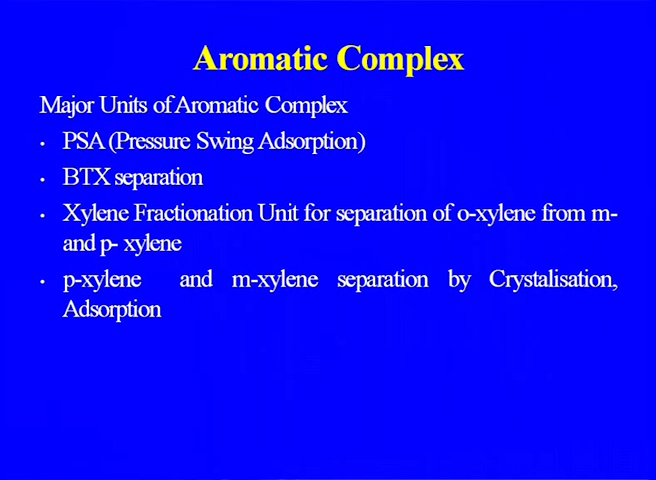 Aromatic Complex
Major Units of Aromatic Complex
• PSA (Pressure Swing Adsorption)
• BTX separation
• Xylene Fractionation Unit for separation of o-xylene from m-
and p- xylene
• p-xylene and m-xylene separation by Crystalisation,
Adsorption